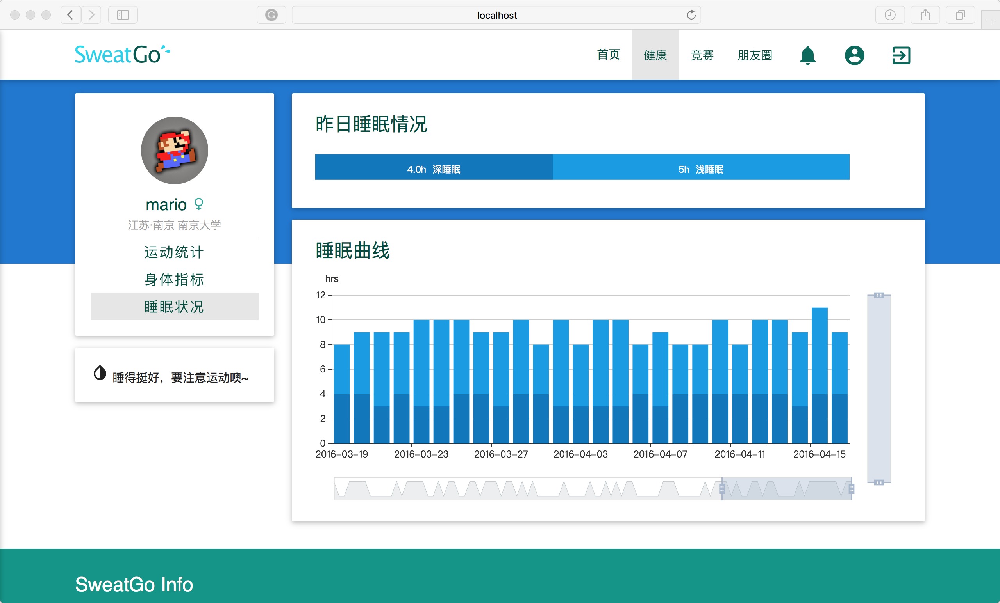 localhost
SweatGo
首页 健康 竞赛 朋友圈
mario
江苏·南京 南京大学
运动统计
身体指标
睡眠状况
睡得挺好，要注意运动噢~
昨日睡眠情况
4.0h 深睡眠 5h 浅睡眠
睡眠曲线
hrs
12
10
8
6
4
2
0
2016-03-19 2016-03-23 2016-03-27 2016-04-03 2016-04-07 2016-04-11 2016-04-15
SweatGo Info